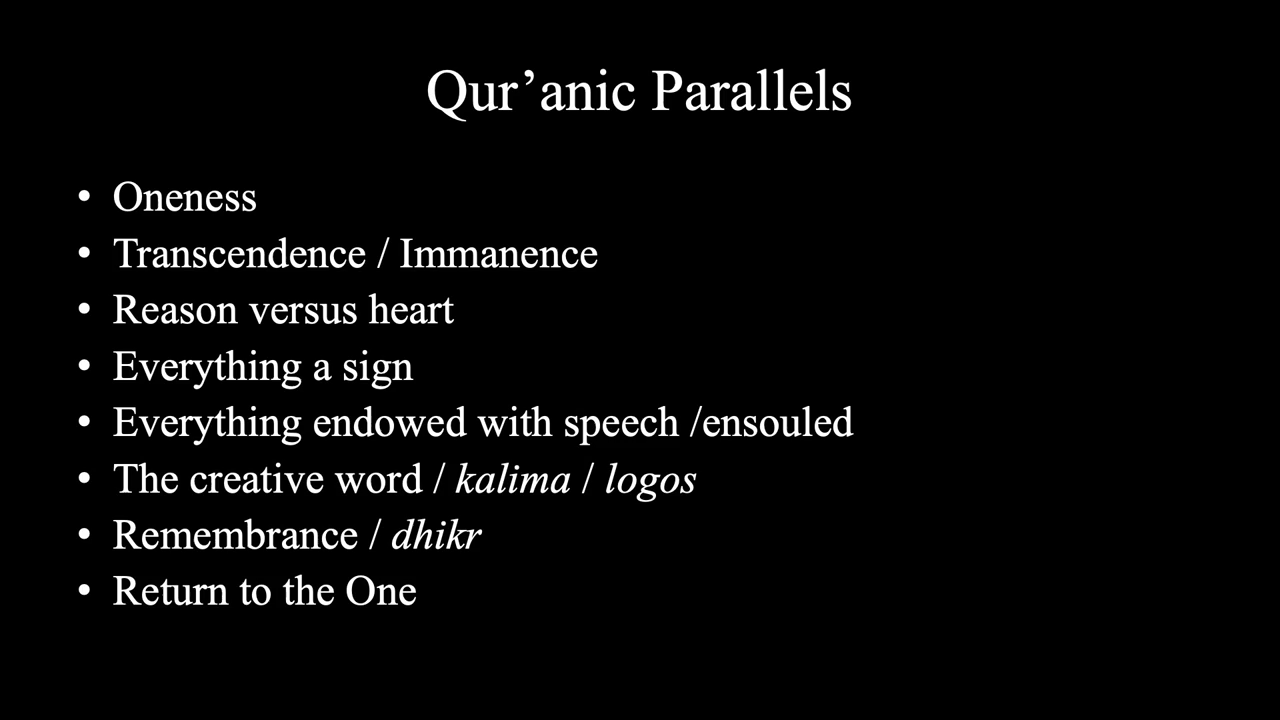 Qur’anic Parallels
• Oneness
• Transcendence / Immanence
• Reason versus heart
• Everything a sign
• Everything endowed with speech /ensouled
• The creative word / kalima / logos
• Remembrance / dhikr
• Return to the One